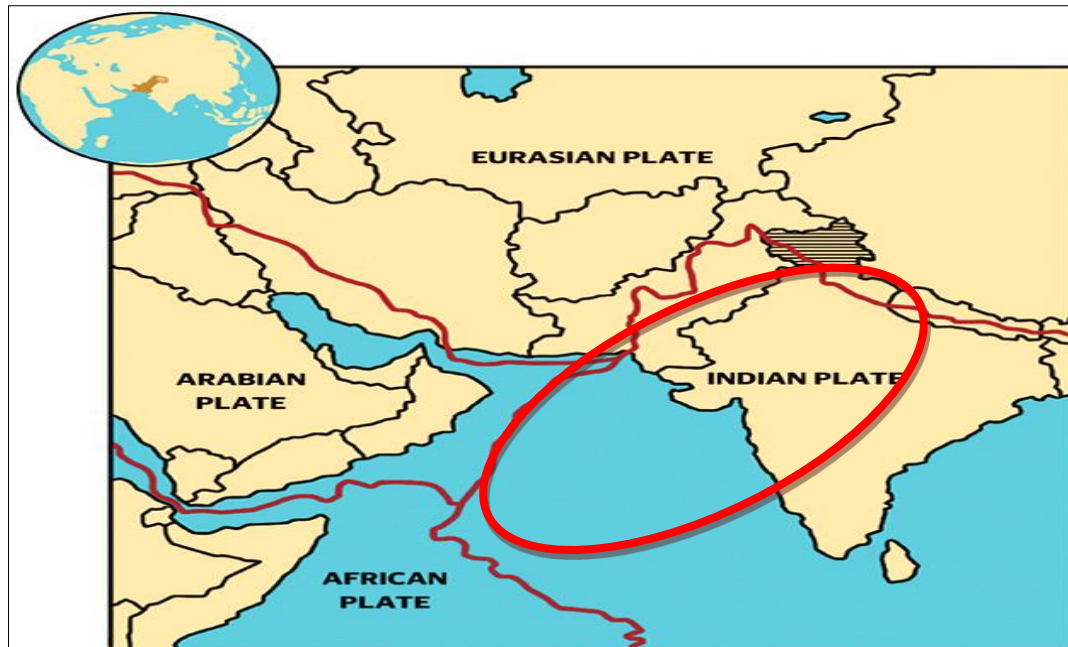 EURASIAN PLATE
ARABIAN
PLATE
INDIAN PLATE
AFRICAN
PLATE